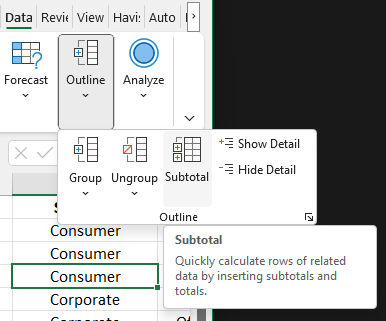 Data Revie View Havi: Auto
Forecast Outline Analyze
Group Ungroup Subtotal
Show Detail
Hide Detail
Outline
Consumer
Consumer
Consumer
Corporate
Corporate
Subtotal
Quickly calculate rows of related
data by inserting subtotals and
totals.